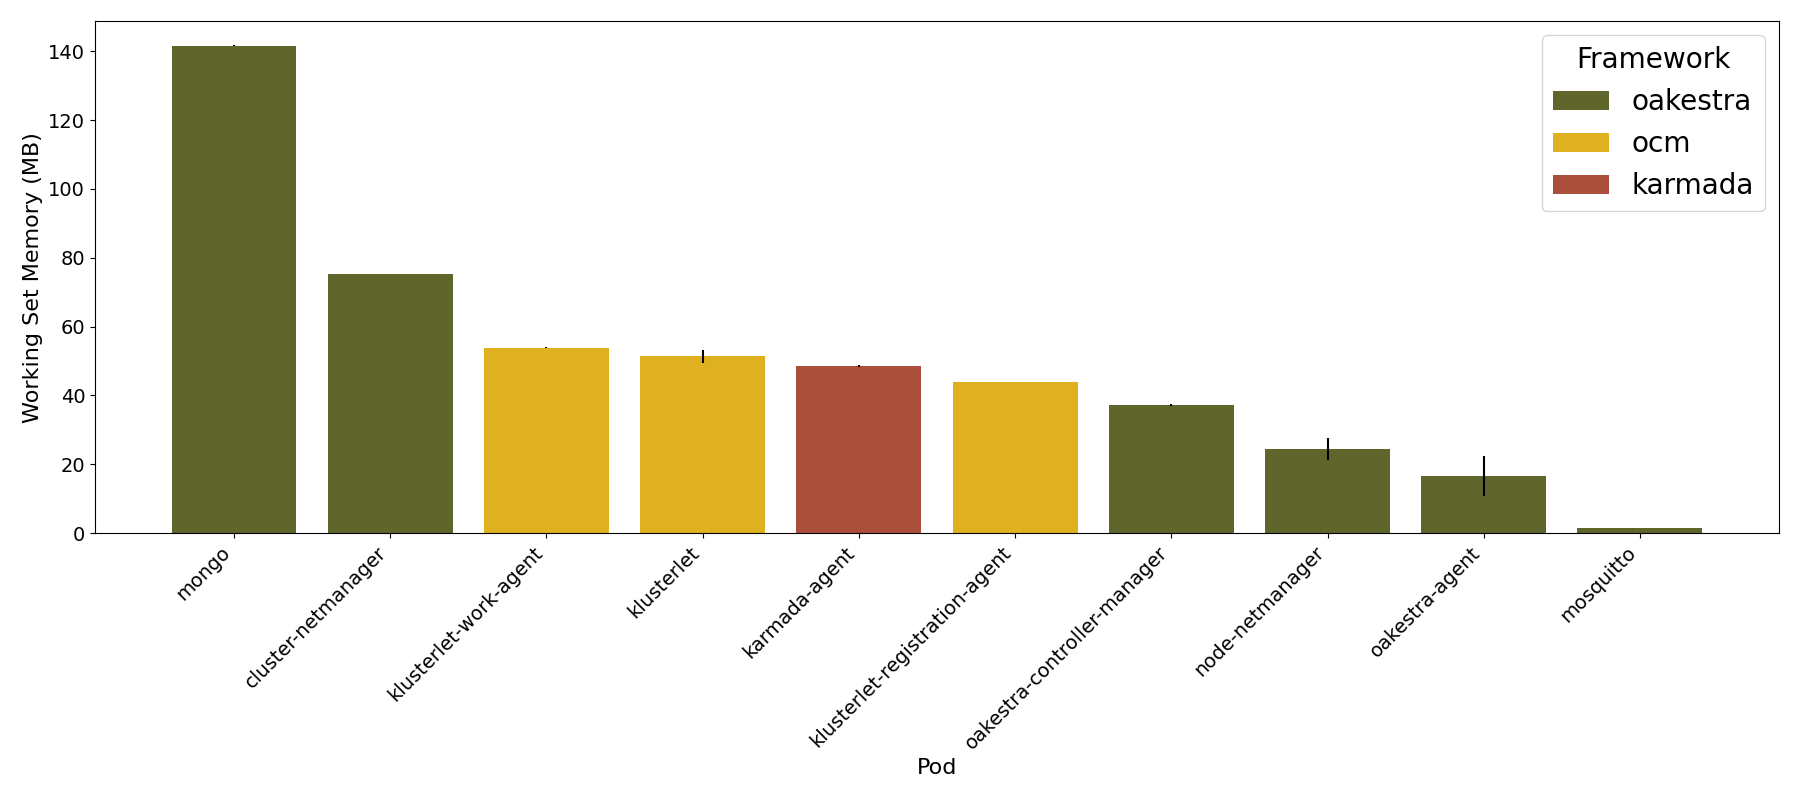 Working Set Memory (MB)
140
120
100
80
60
40
20
0
Framework
oakestra
ocm
karmada
mongo
cluster-netmanager
klusterlet-work-agent
klusterlet
karmada-agent
klusterlet-registration-agent
oakestra-controller-manager
node-netmanager
oakestra-agent
mosquitto
Pod